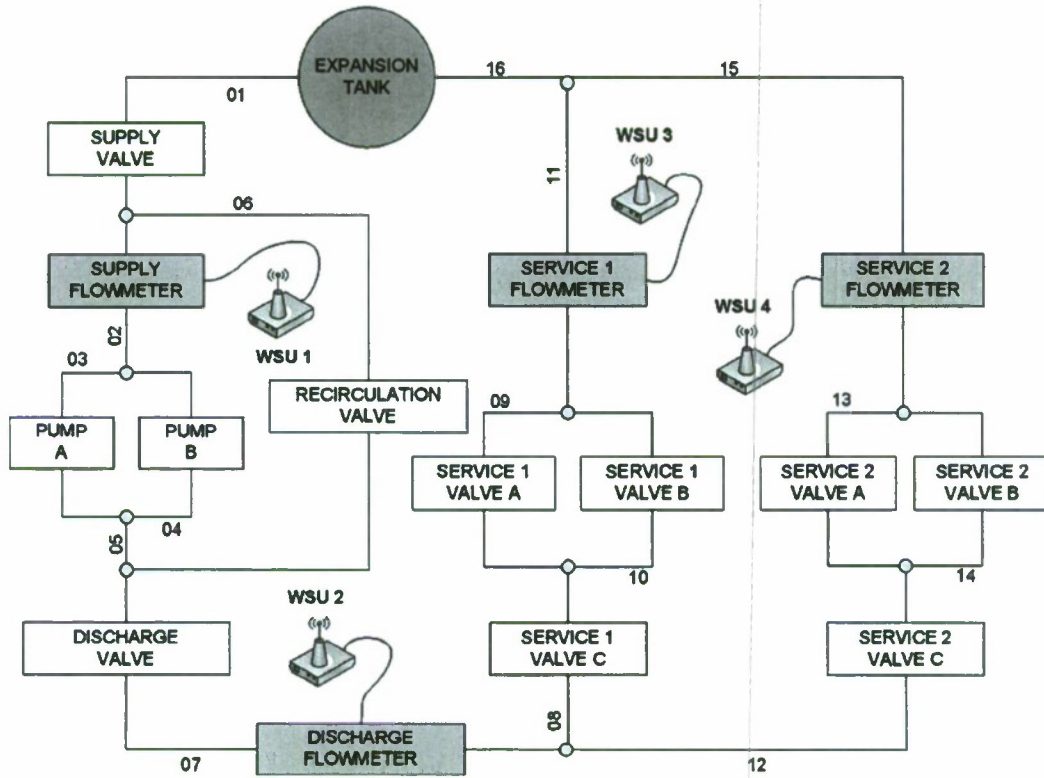 EXPANSION
TANK
16
15
01
SUPPLY
VALVE
WSU 3
06
11
SUPPLY
FLOWMETER
SERVICE 1
FLOWMETER
SERVICE 2
FLOWMETER
WSU 4
02
WSU 1
03
RECIRCULATION
VALVE
09
13
PUMP
A
PUMP
B
SERVICE 1
VALVE A
SERVICE 1
VALVE B
SERVICE 2
VALVE A
SERVICE 2
VALVE B
04
05
10
14
WSU 2
DISCHARGE
VALVE
SERVICE 1
VALVE C
SERVICE 2
VALVE C
08
07
DISCHARGE
FLOWMETER
12